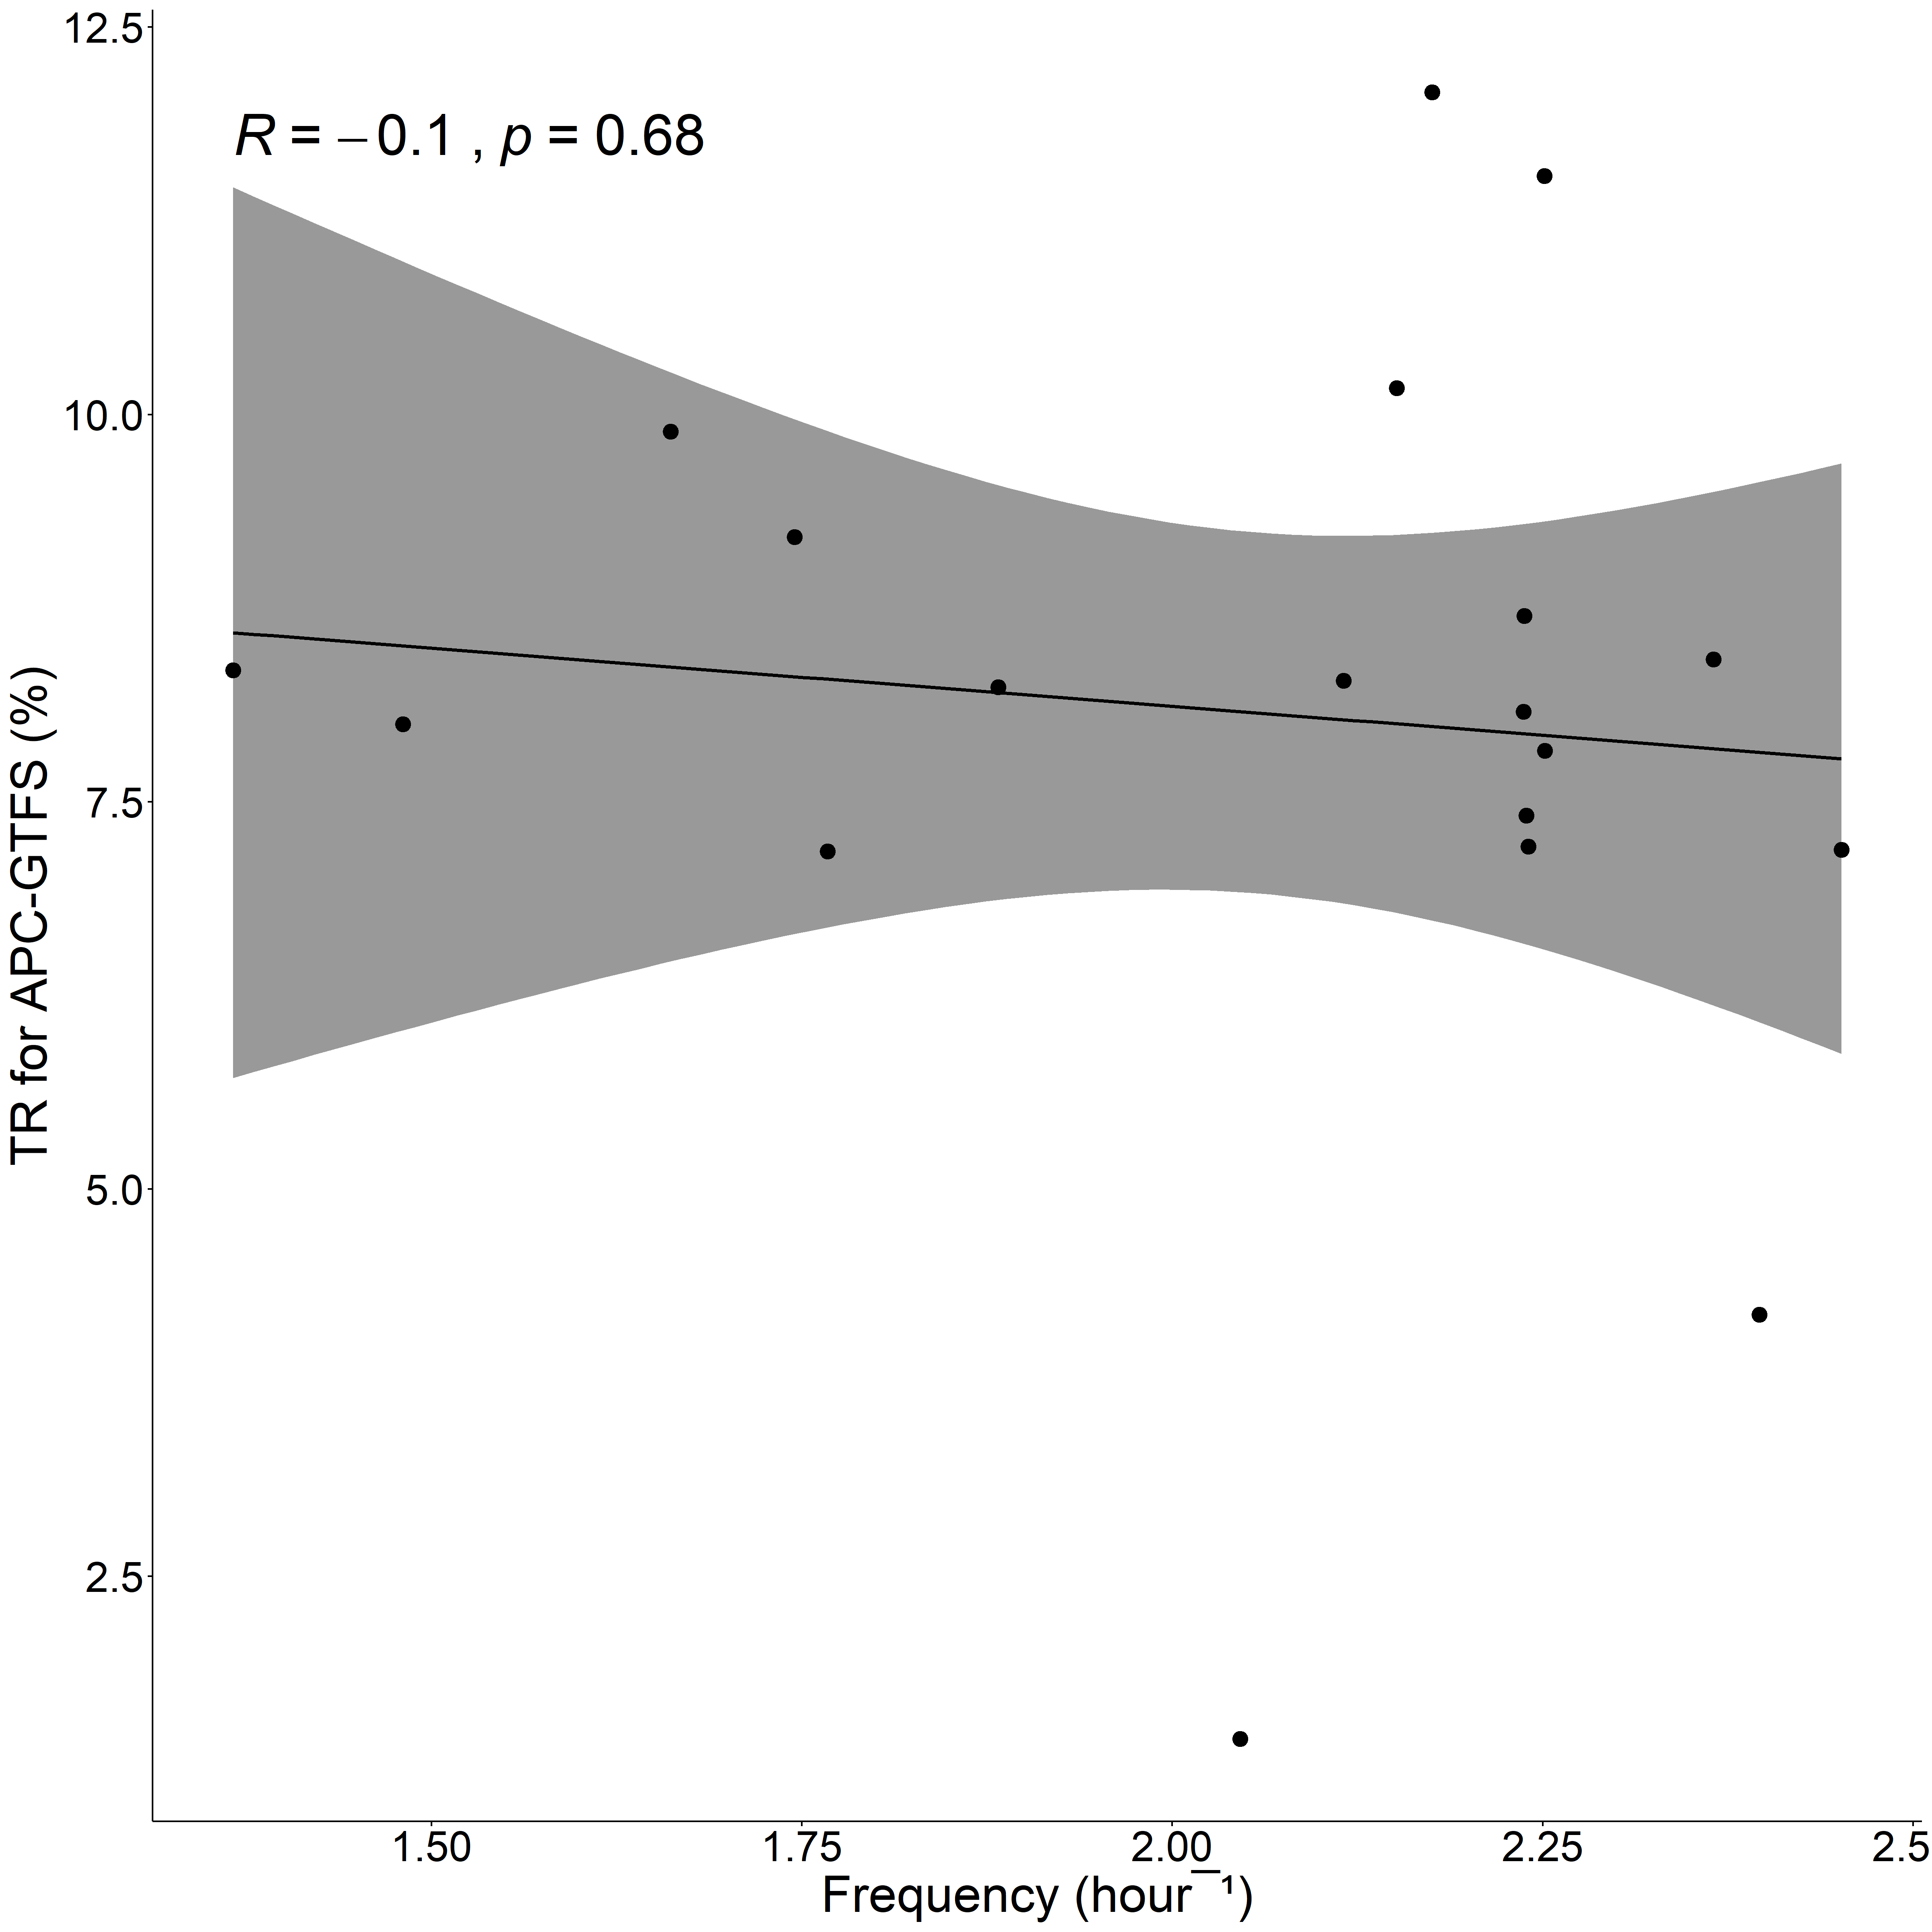 12.5
R = −0.1 , p = 0.68
10.0
7.5
5.0
2.5
TR for APC-GTFS (%)
1.50 1.75 2.00 2.25 2.5
Frequency (hour¯¹)